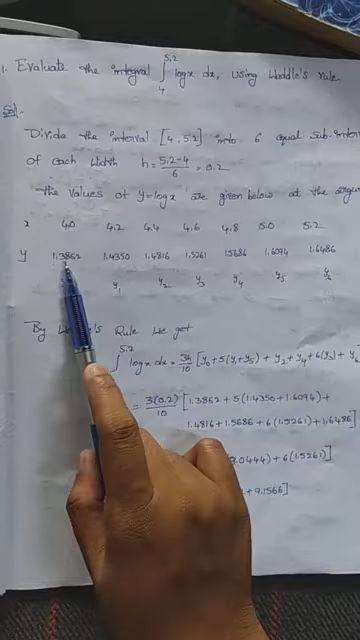 1. Evaluate the integral ∫₄^5.2 logx dx, using Weddle's rule
Sol:-
Divide the interval [4, 5.2] into 6 equal sub-inter
of each width h = (5.2-4)/6 = 0.2
The values of y = logx are given below at the
x 4.0 4.2 4.4 4.6 4.8 5.0 5.2
y 1.3862 1.4350 1.4816 1.5261 1.5686 1.6094 1.6486
y₁ y₂ y₃ y₄ y₅ y₆
By 's Rule we get
∫ 5.2 logx dx = 3h/10 [y₀ + 5(y₁+y₅) + y₂ + y₄ + 6(y₃) + y₆
= 3(0.2)/10 [1.3862 + 5(1.4350 + 1.6094) +
1.4816 + 1.5686 + 6(1.5261) + 1.6486]
.0444) + 6(1.5261)
+ 9.1566]